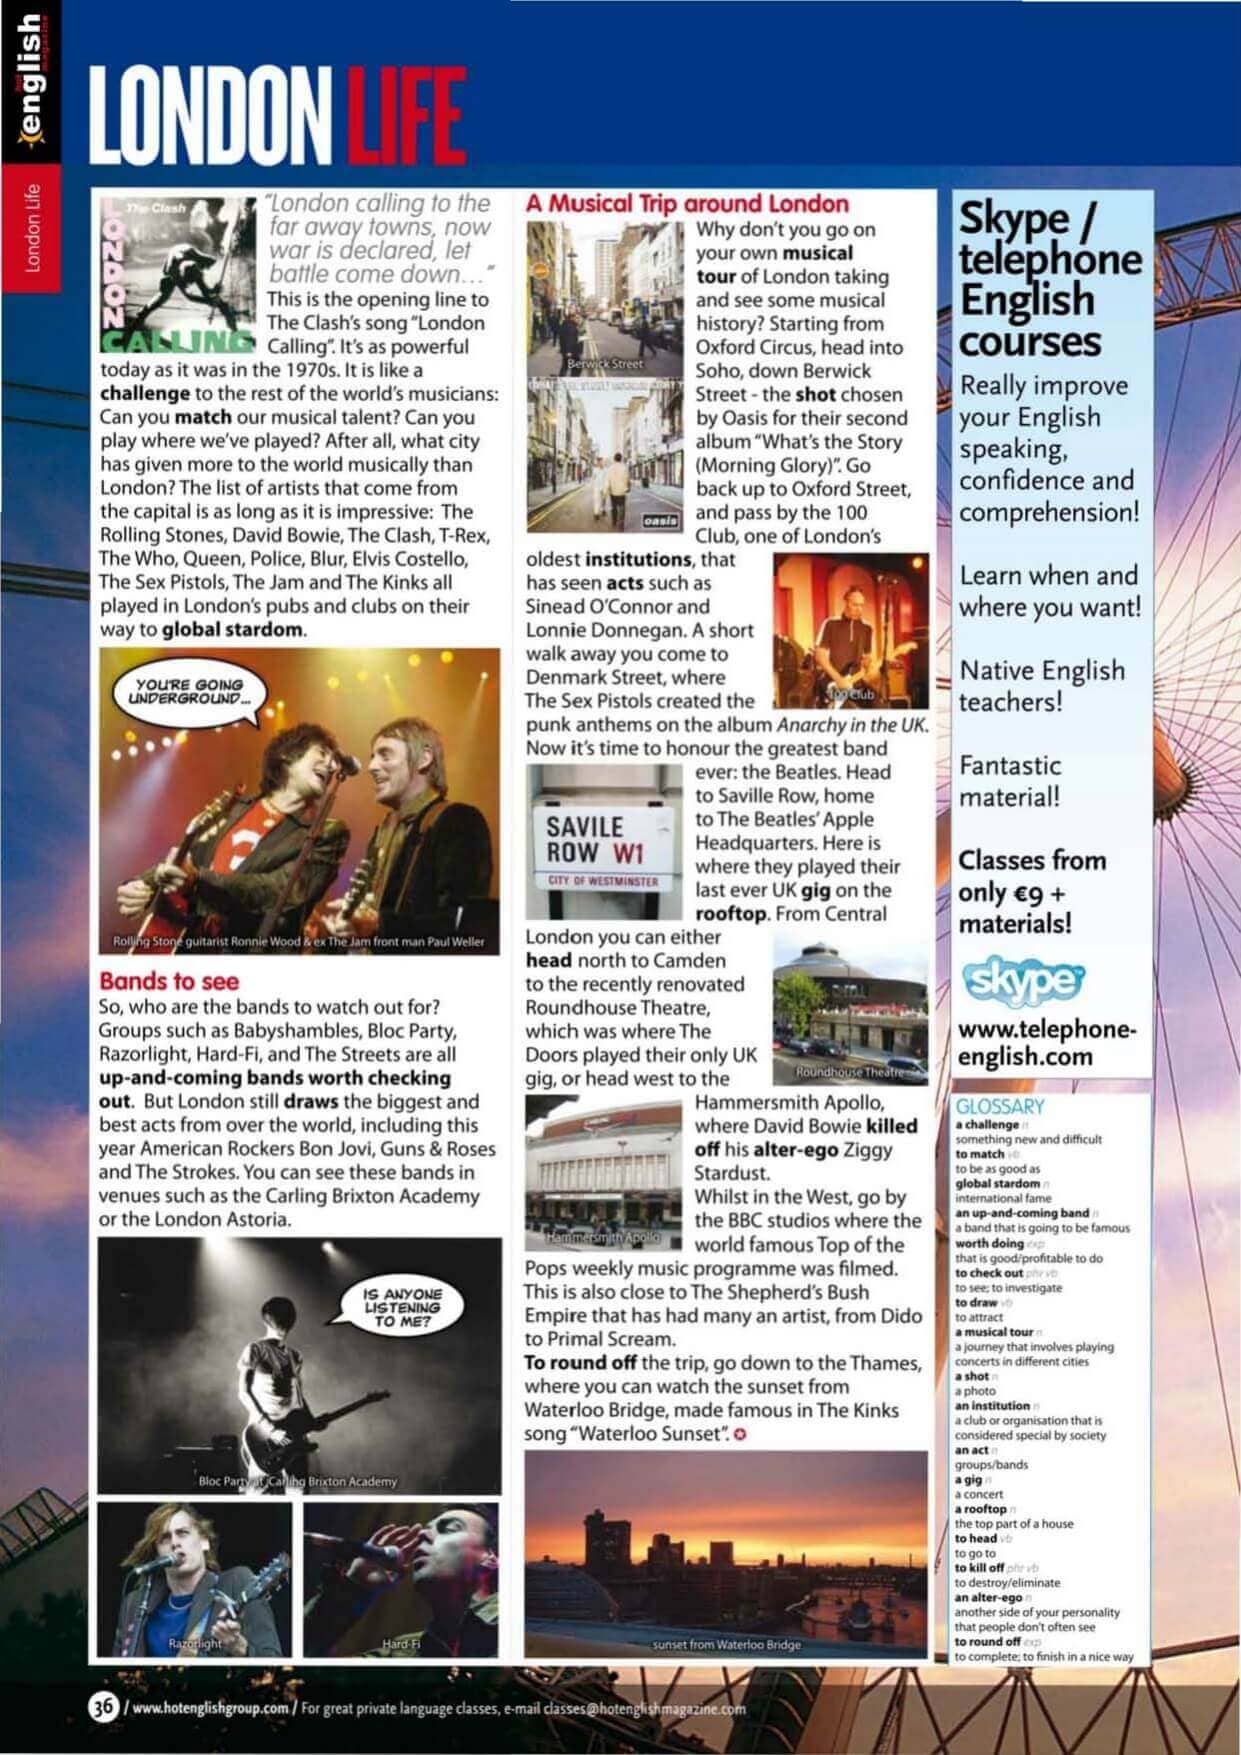 hot
english
magazine
London Life
LONDON LIFE
The Clash
LONDON
CALLING
"London calling to the
far away towns, now
war is declared, let
battle come down…"
This is the opening line to
The Clash's song "London
Calling". It's as powerful
today as it was in the 1970s. It is like a
challenge to the rest of the world's musicians:
Can you match our musical talent? Can you
play where we've played? After all, what city
has given more to the world musically than
London? The list of artists that come from
the capital is as long as it is impressive: The
Rolling Stones, David Bowie, The Clash, T-Rex,
The Who, Queen, Police, Blur, Elvis Costello,
The Sex Pistols, The Jam and The Kinks all
played in London's pubs and clubs on their
way to global stardom.
YOU'RE GOING
UNDERGROUND...
Rolling Stone guitarist Ronnie Wood & ex The Jam front man Paul Weller
Bands to see
So, who are the bands to watch out for?
Groups such as Babyshambles, Bloc Party,
Razorlight, Hard-Fi, and The Streets are all
up-and-coming bands worth checking
out. But London still draws the biggest and
best acts from over the world, including this
year American Rockers Bon Jovi, Guns & Roses
and The Strokes. You can see these bands in
venues such as the Carling Brixton Academy
or the London Astoria.
IS ANYONE
LISTENING
TO ME?
Bloc Party at Carling Brixton Academy
Razorlight
Hard-Fi
A Musical Trip around London
Berwick Street
oasis
Why don't you go on
your own musical
tour of London taking
and see some musical
history? Starting from
Oxford Circus, head into
Soho, down Berwick
Street - the shot chosen
by Oasis for their second
album "What's the Story
(Morning Glory)". Go
back up to Oxford Street,
and pass by the 100
Club, one of London's
oldest institutions, that
has seen acts such as
Sinead O'Connor and
Lonnie Donnegan. A short
walk away you come to
Denmark Street, where
The Sex Pistols created the
100 Club
punk anthems on the album Anarchy in the UK.
Now it's time to honour the greatest band
ever: the Beatles. Head
to Saville Row, home
to The Beatles' Apple
Headquarters. Here is
where they played their
last ever UK gig on the
rooftop. From Central
SAVILE
ROW W1
CITY OF WESTMINSTER
London you can either
head north to Camden
to the recently renovated
Roundhouse Theatre,
which was where The
Doors played their only UK
gig, or head west to the
Roundhouse Theatre
Hammersmith Apollo,
where David Bowie killed
off his alter-ego Ziggy
Stardust.
Whilst in the West, go by
the BBC studios where the
world famous Top of the
Hammersmith Apollo
Pops weekly music programme was filmed.
This is also close to The Shepherd's Bush
Empire that has had many an artist, from Dido
to Primal Scream.
To round off the trip, go down to the Thames,
where you can watch the sunset from
Waterloo Bridge, made famous in The Kinks
song "Waterloo Sunset".
sunset from Waterloo Bridge
Skype /
telephone
English
courses
Really improve
your English
speaking,
confidence and
comprehension!
Learn when and
where you want!
Native English
teachers!
Fantastic
material!
Classes from
only €9 +
materials!
skype™
www.telephone-
english.com
GLOSSARY
a challenge n
something new and difficult
to match vb
to be as good as
global stardom n
international fame
an up-and-coming band n
a band that is going to be famous
worth doing exp
that is good/profitable to do
to check out phr vb
to see; to investigate
to draw vb
to attract
a musical tour n
a journey that involves playing
concerts in different cities
a shot n
a photo
an institution n
a club or organisation that is
considered special by society
an act n
groups/bands
a gig n
a concert
a rooftop n
the top part of a house
to head vb
to go to
to kill off phr vb
to destroy/eliminate
an alter-ego n
another side of your personality
that people don't often see
to round off exp
to complete; to finish in a nice way
36 / www.hotenglishgroup.com / For great private language classes, e-mail classes@hotenglishmagazine.com